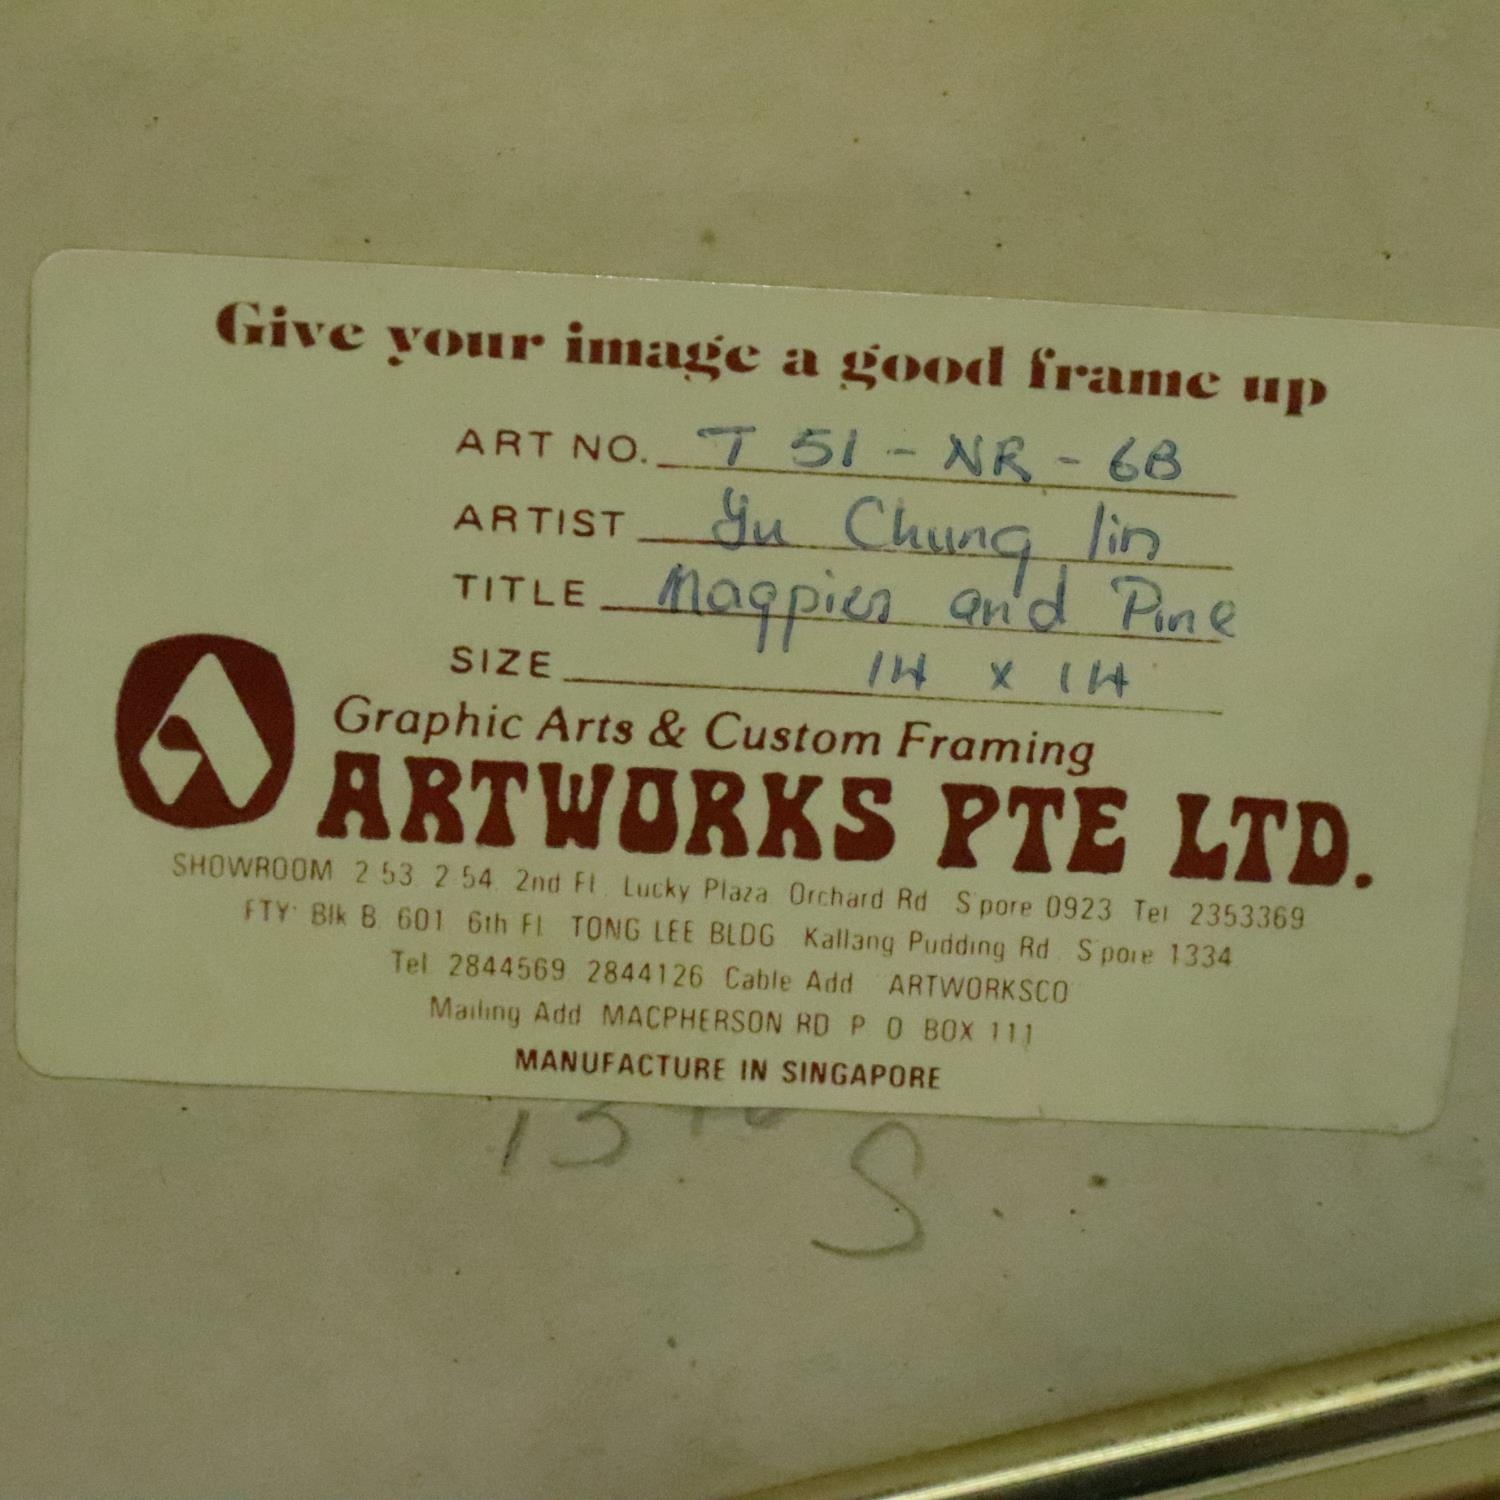 Give your image a good frame up
ART NO. T 51 - NR - 6B
ARTIST Yu Chung lin
TITLE Magpies and Pine
SIZE 14 x 14
Graphic Arts & Custom Framing
ARTWORKS PTE LTD.
SHOWROOM 2 53 2 54 2nd Fl. Lucky Plaza Orchard Rd S'pore 0923 Tel 2353369
FTY: Blk B 601 6th Fl TONG LEE BLDG Kallang Pudding Rd S'pore 1334
Tel 2844569 2844126 Cable Add ARTWORKSCO
Mailing Add MACPHERSON RD P O BOX 111
MANUFACTURE IN SINGAPORE
S.